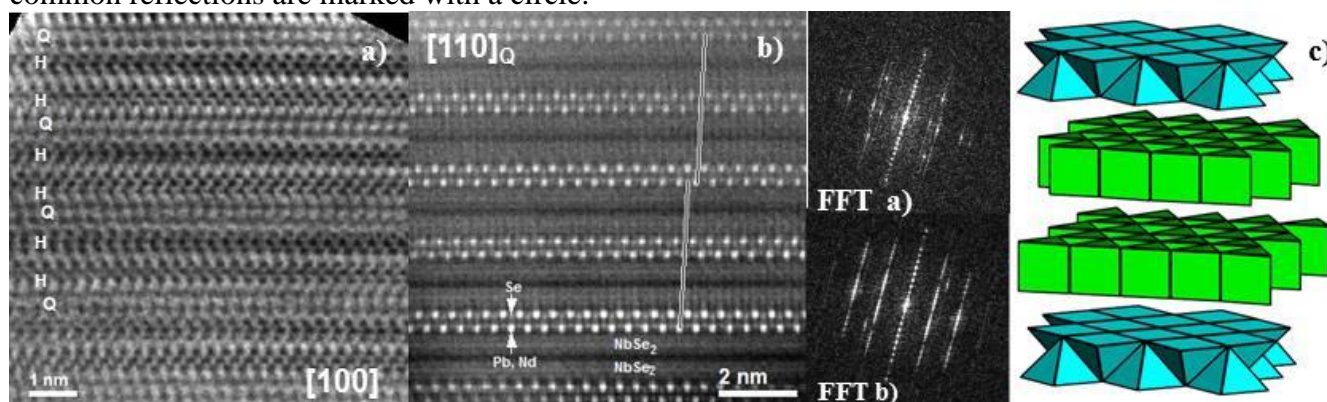 common reflections are marked with a circle.
Q
H
H
Q
H
H
Q
H
H
Q
a)
1 nm
[100]
[110]Q
b)
Se
Pb, Nd
NbSe2
NbSe2
2 nm
FFT a)
FFT b)
c)